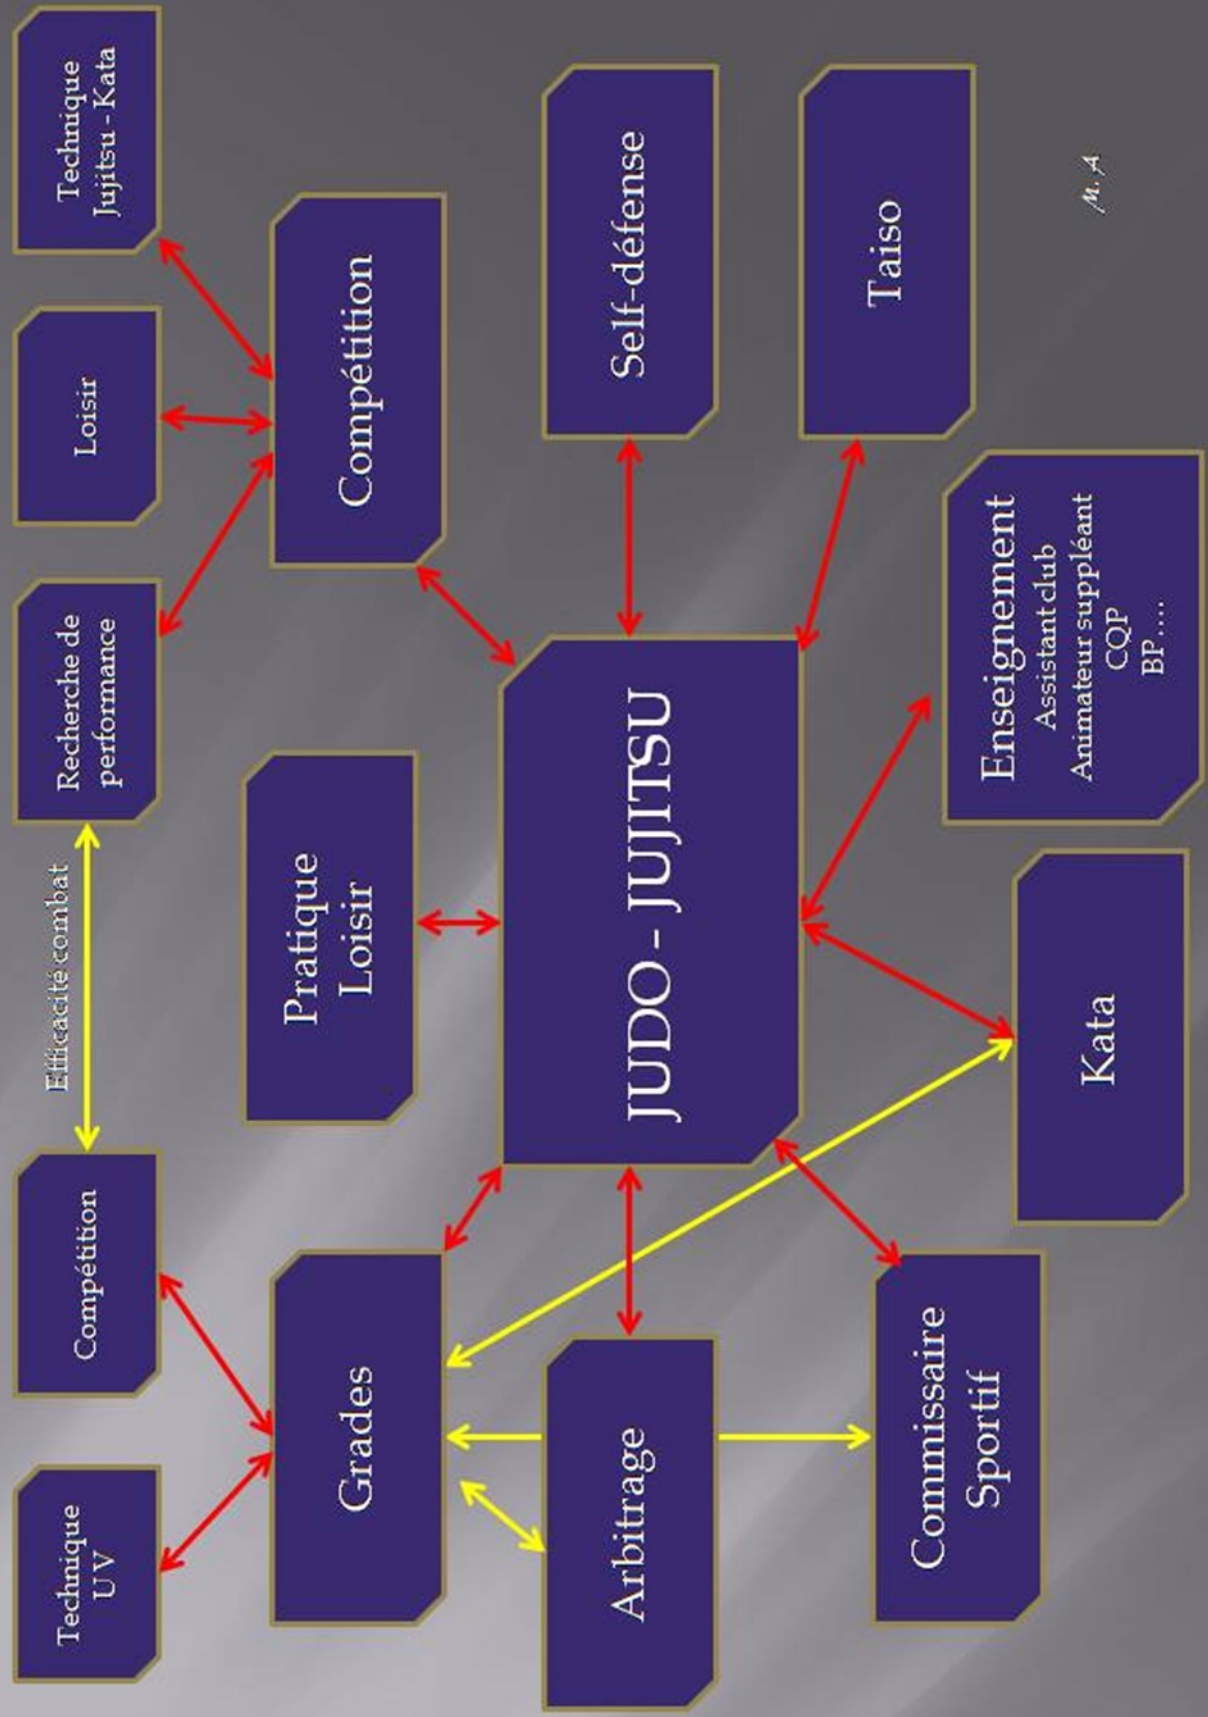 Technique
UV
Compétition
Efficacité combat
Recherche de
performance
Loisir
Technique
Jujitsu - Kata
Grades
Pratique
Loisir
Compétition
Arbitrage
JUDO - JUJITSU
Self-défense
Commissaire
Sportif
Taiso
Kata
Enseignement
Assistant club
Animateur suppléant
CQP
BP....
M. A